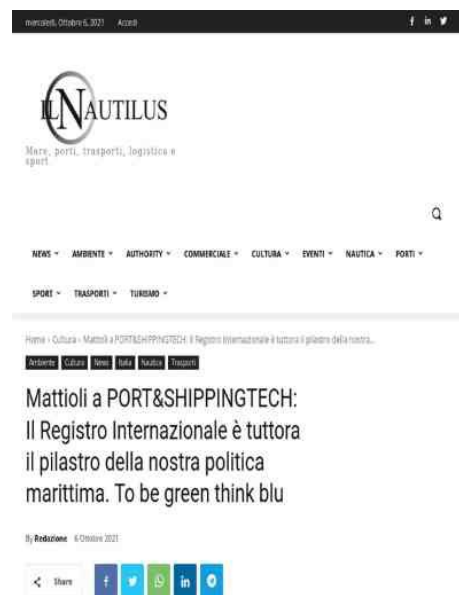 mercoledì, Ottobre 6, 2021 Accedi
IL NAUTILUS
Mare, porti, trasporti, logistica e
sport
NEWS AMBIENTE AUTHORITY COMMERCIALE CULTURA EVENTI NAUTICA PORTI
SPORT TRASPORTI TURISMO
Home Cultura Mattioli a PORT&SHIPPINGTECH: Il Registro Internazionale è tuttora il pilastro della nostra...
Ambiente Cultura News Italia Nautica Trasporti
Mattioli a PORT&SHIPPINGTECH:
Il Registro Internazionale è tuttora
il pilastro della nostra politica
marittima. To be green think blu
By Redazione 6 Ottobre 2021
Share